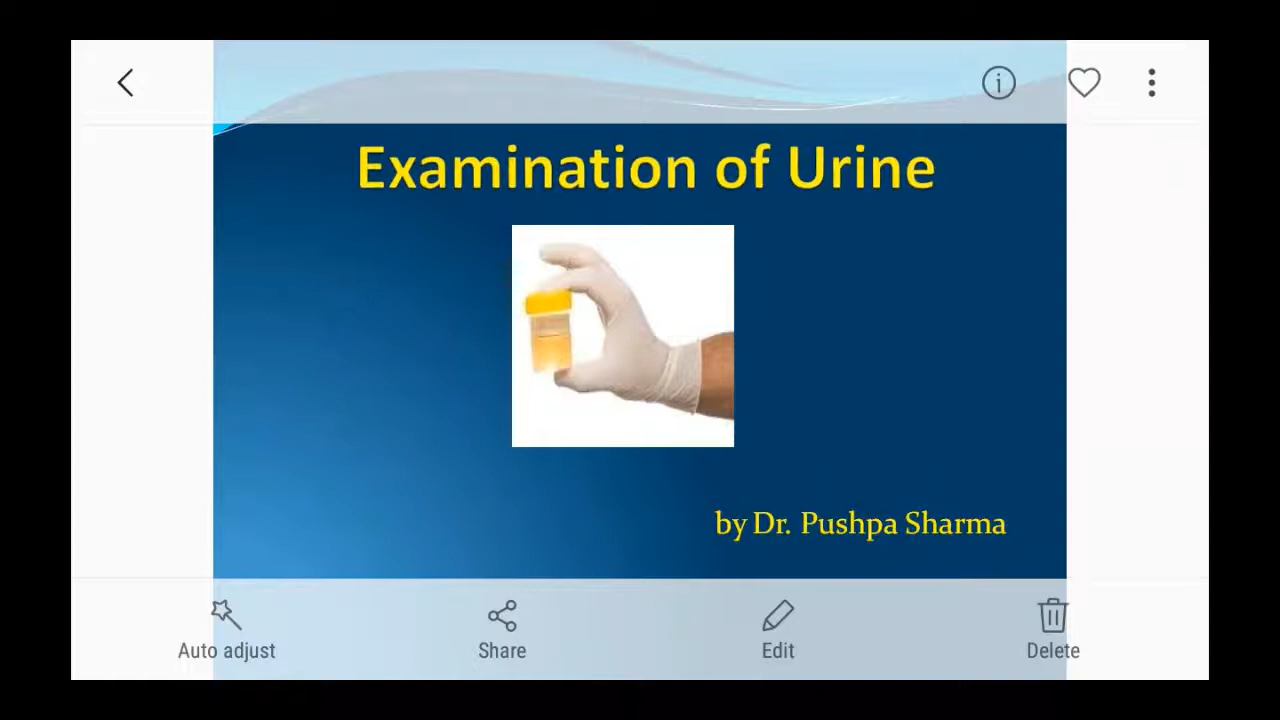 Examination of Urine
by Dr. Pushpa Sharma
Auto adjust
Share
Edit
Delete